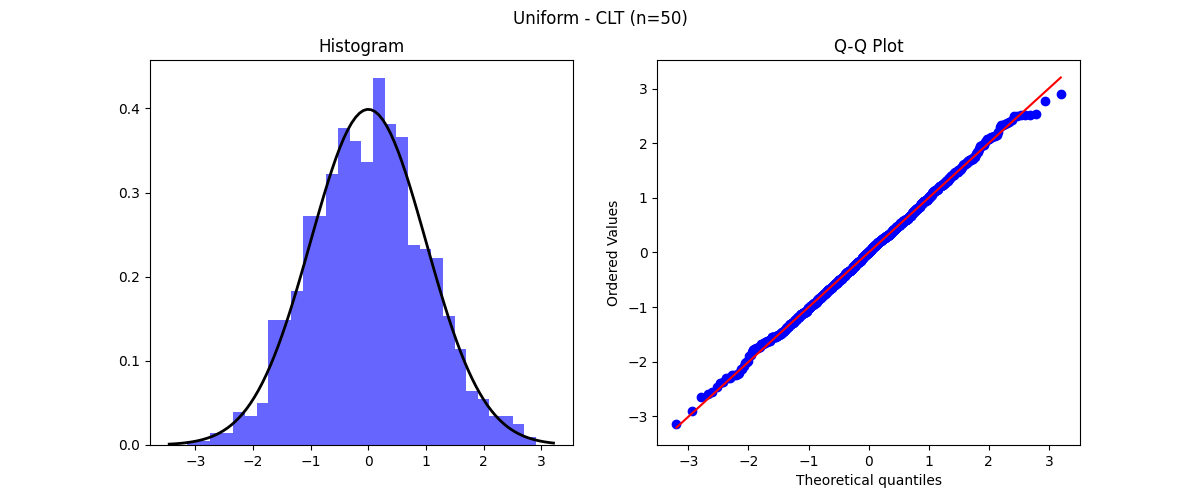 Uniform - CLT (n=50)
Histogram
0.4
0.3
0.2
0.1
0.0
−3 −2 −1 0 1 2 3
Q-Q Plot
Ordered Values
3
2
1
0
−1
−2
−3
−3 −2 −1 0 1 2 3
Theoretical quantiles